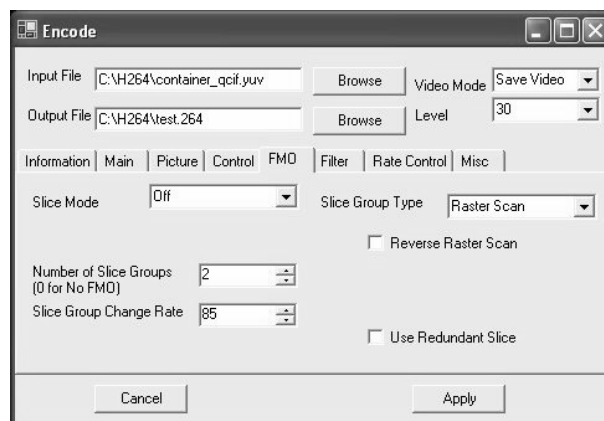 Encode
Input File C:\H264\container_qcif.yuv Browse Video Mode Save Video
Output File C:\H264\test.264 Browse Level 30
Information Main Picture Control FMO Filter Rate Control Misc
Slice Mode Off Slice Group Type Raster Scan
Reverse Raster Scan
Number of Slice Groups 2
(0 for No FMO)
Slice Group Change Rate 85
Use Redundant Slice
Cancel Apply